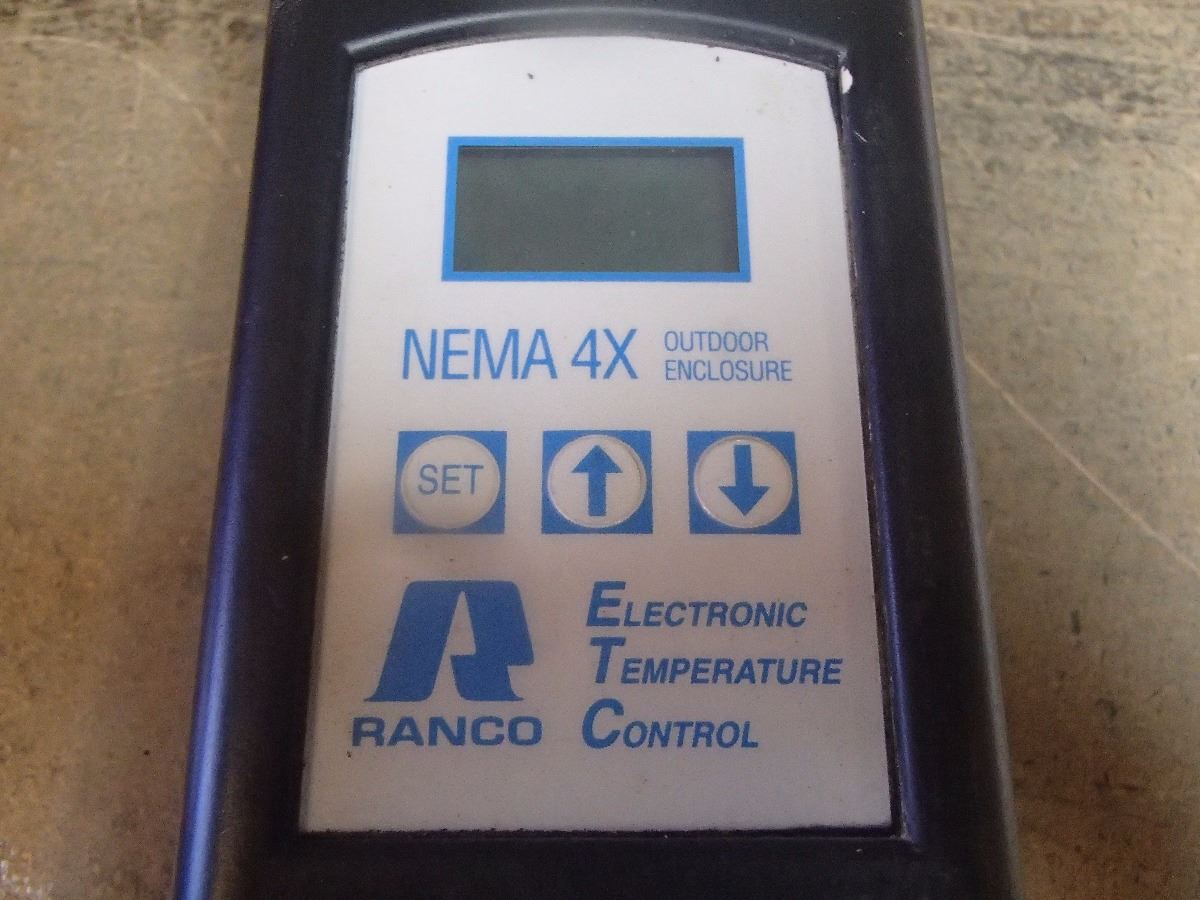 NEMA 4X OUTDOOR ENCLOSURE
SET
RANCO
ELECTRONIC
TEMPERATURE
CONTROL